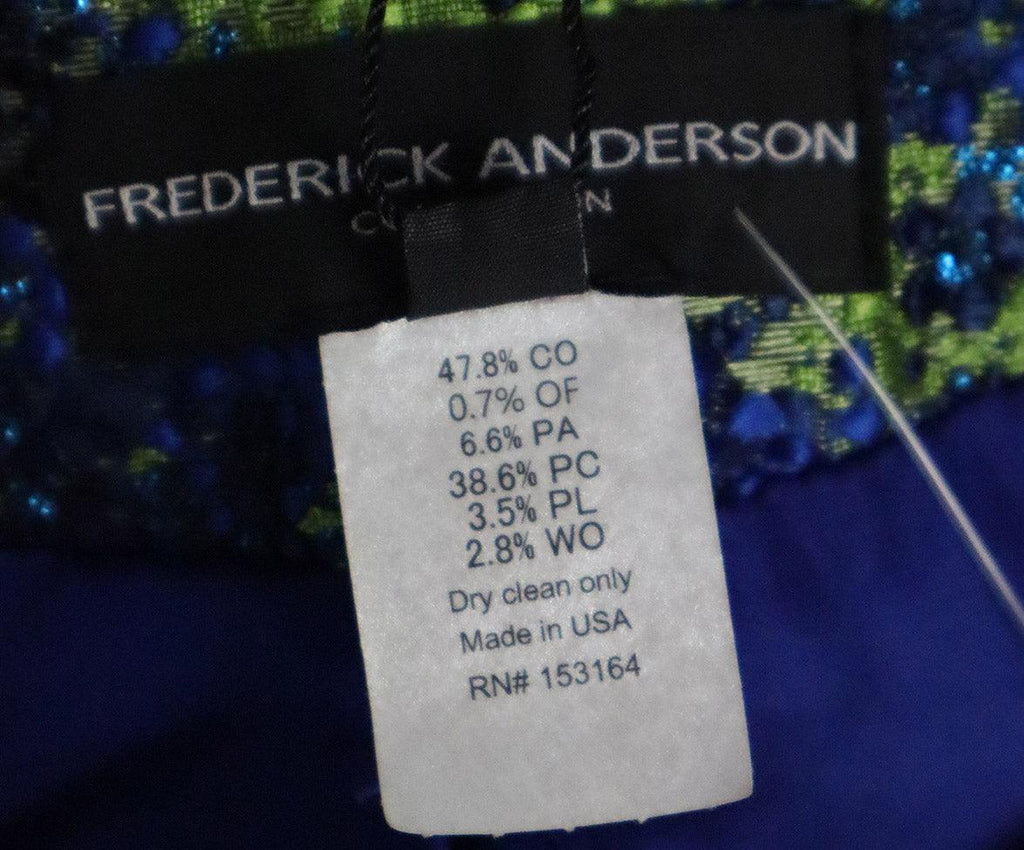 FREDERICK ANDERSON
47.8% CO
0.7% OF
6.6% PA
38.6% PC
3.5% PL
2.8% WO
Dry clean only
Made in USA
RN# 153164